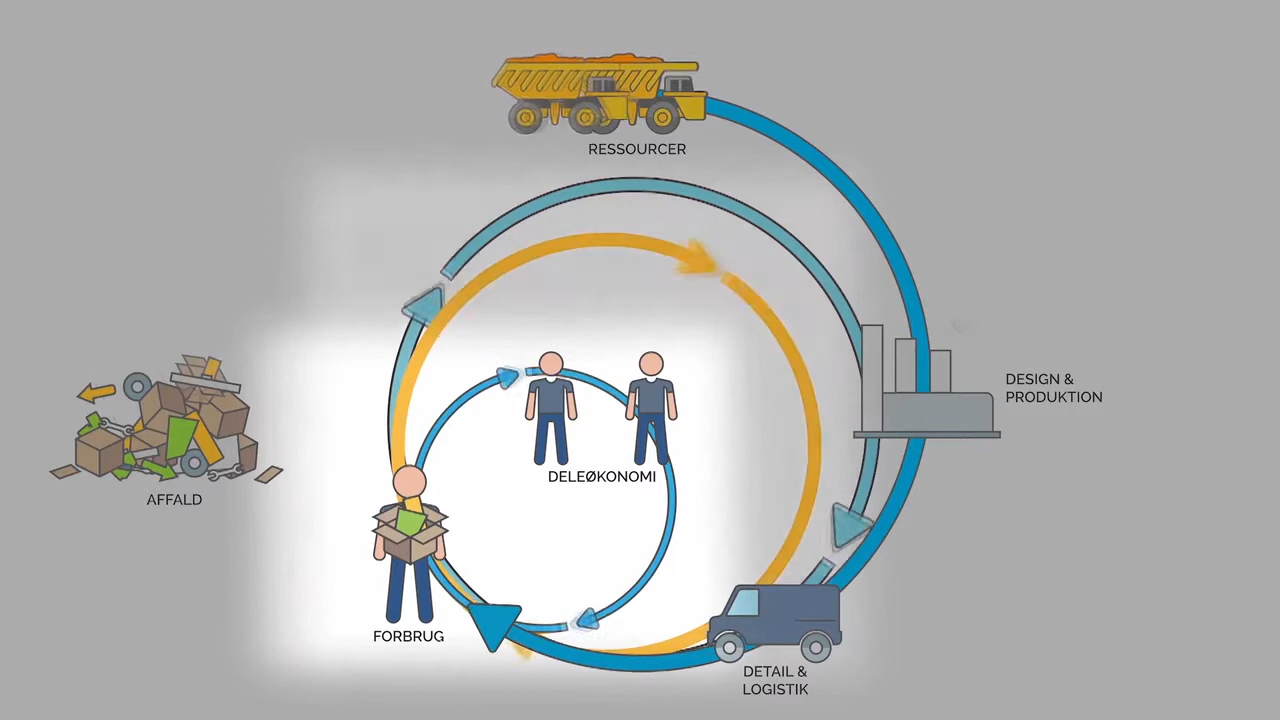 RESSOURCER
DESIGN &
PRODUKTION
DELEØKONOMI
AFFALD
FORBRUG
DETAIL &
LOGISTIK